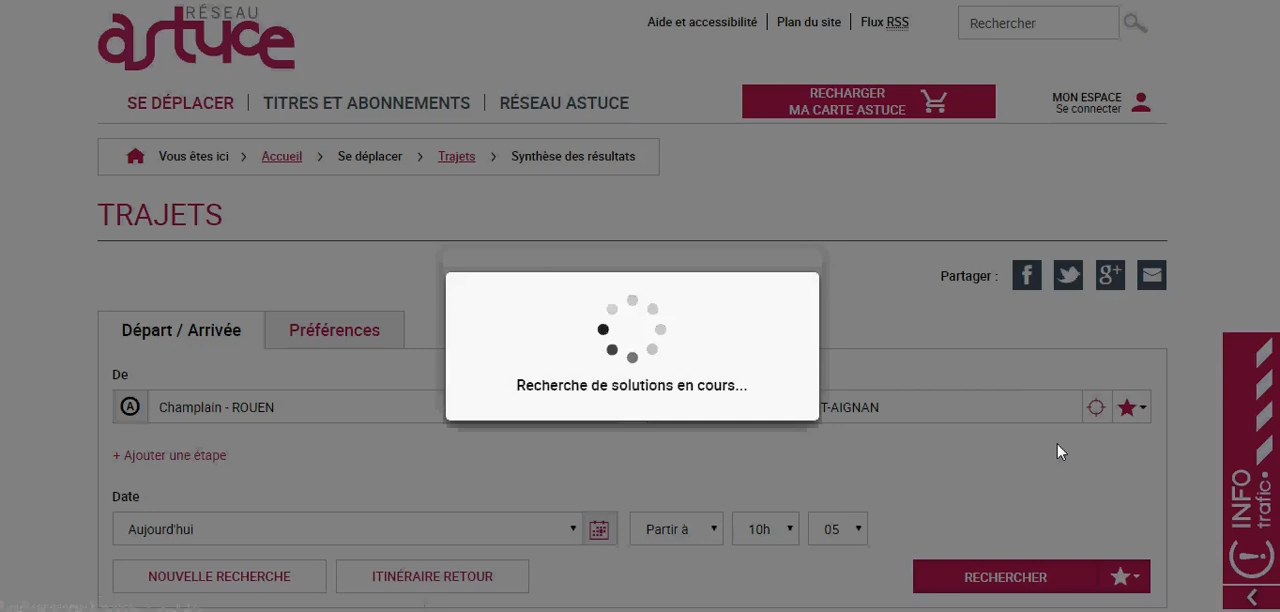 RÉSEAU
astuce
Aide et accessibilité
Plan du site
Flux RSS
Rechercher
SE DÉPLACER
TITRES ET ABONNEMENTS
RÉSEAU ASTUCE
RECHARGER
MA CARTE ASTUCE
MON ESPACE
Se connecter
Vous êtes ici > Accueil > Se déplacer > Trajets > Synthèse des résultats
TRAJETS
Partager :
Départ / Arrivée
Préférences
Recherche de solutions en cours...
De
A
Champlain - ROUEN
T-AIGNAN
+ Ajouter une étape
Date
Aujourd'hui
Partir à
10h
05
NOUVELLE RECHERCHE
ITINÉRAIRE RETOUR
RECHERCHER
INFO
trafic